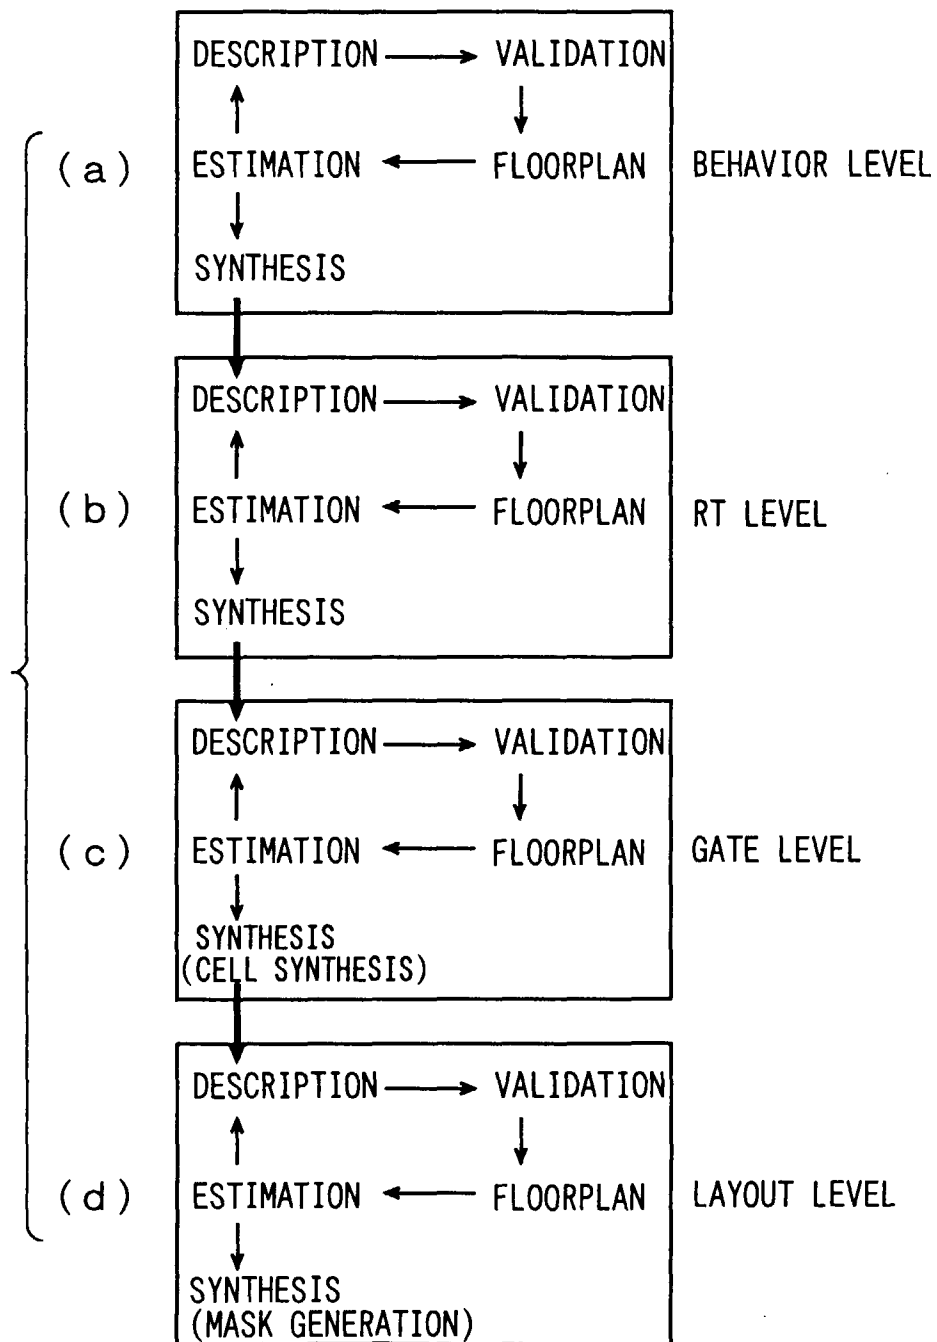 DESCRIPTION VALIDATION
(a) ESTIMATION FLOORPLAN BEHAVIOR LEVEL
SYNTHESIS
DESCRIPTION VALIDATION
(b) ESTIMATION FLOORPLAN RT LEVEL
SYNTHESIS
DESCRIPTION VALIDATION
(c) ESTIMATION FLOORPLAN GATE LEVEL
SYNTHESIS
(CELL SYNTHESIS)
DESCRIPTION VALIDATION
(d) ESTIMATION FLOORPLAN LAYOUT LEVEL
SYNTHESIS
(MASK GENERATION)